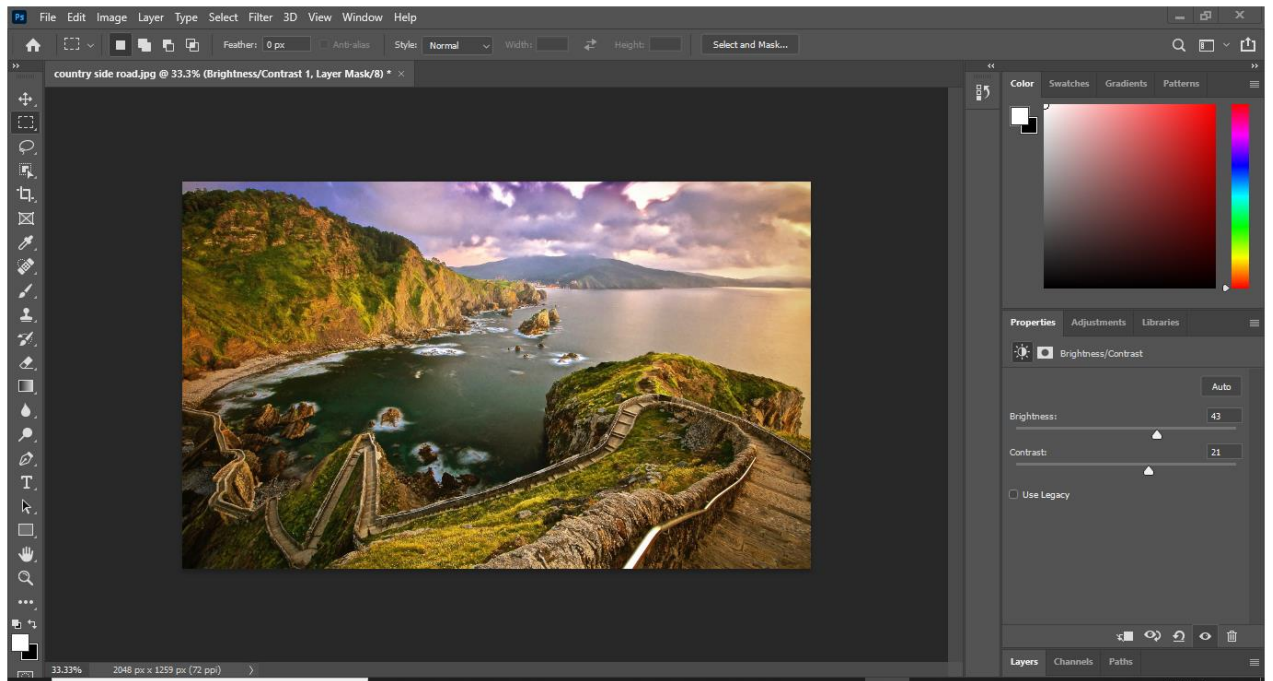 Ps File Edit Image Layer Type Select Filter 3D View Window Help
Feather: 0 px Anti-alias Style: Normal Width: Height: Select and Mask...
country side road.jpg @ 33.3% (Brightness/Contrast 1, Layer Mask/8) * ×
Color Swatches Gradients Patterns
Properties Adjustments Libraries
Brightness/Contrast
Auto
Brightness: 43
Contrast: 21
Use Legacy
T
33.33% 2048 px x 1259 px (72 ppi)
Layers Channels Paths